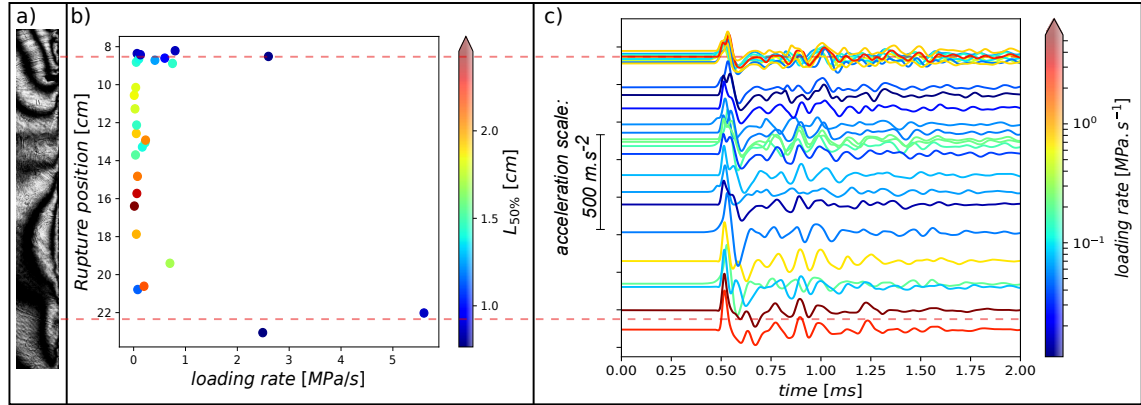 a)
b)
c)
8
10
12
14
16
18
20
22
Rupture position [cm]
0
1
2
3
4
5
loading rate [MPa/s]
2.0
1.5
1.0
L50% [cm]
acceleration scale:
500 m.s⁻²
0.00
0.25
0.50
0.75
1.00
1.25
1.50
1.75
2.00
time [ms]
10⁰
10⁻¹
loading rate [MPa.s⁻¹]